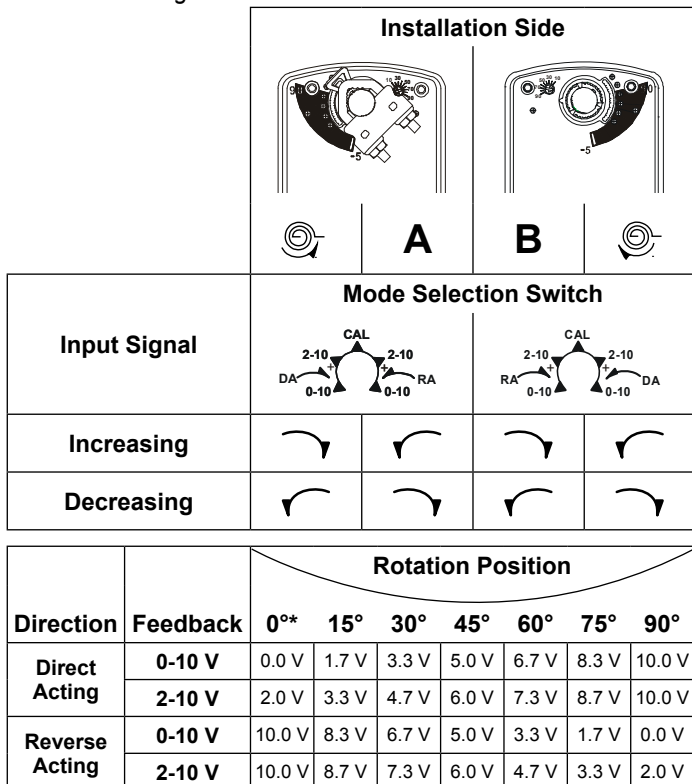 Installation Side
90
-5
-5
A B
Mode Selection Switch
Input Signal
CAL CAL
2-10 2-10 2-10 2-10
DA + + RA RA + + DA
0-10 0-10 0-10 0-10
Increasing
Decreasing
Rotation Position
Direction Feedback 0°* 15° 30° 45° 60° 75° 90°
Direct Acting 0-10 V 0.0 V 1.7 V 3.3 V 5.0 V 6.7 V 8.3 V 10.0 V
2-10 V 2.0 V 3.3 V 4.7 V 6.0 V 7.3 V 8.7 V 10.0 V
Reverse Acting 0-10 V 10.0 V 8.3 V 6.7 V 5.0 V 3.3 V 1.7 V 0.0 V
2-10 V 10.0 V 8.7 V 7.3 V 6.0 V 4.7 V 3.3 V 2.0 V